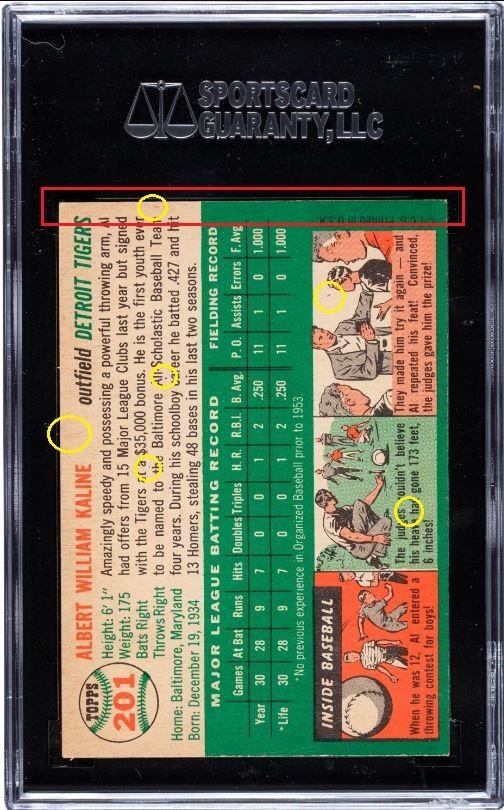 SPORTSCARD
GUARANTY, LLC
TOPPS
201
ALBERT WILLIAM KALINE outfield DETROIT TIGERS
Height: 6'1"
Weight: 175
Bats Right
Throws Right
Home: Baltimore, Maryland
Born: December 19, 1934
Amazingly speedy and possessing a powerful throwing arm, Al
had offers from 15 Major League Clubs last year but signed
with the Tigers at a $35,000 bonus. He is the first youth ever
to be named to the Baltimore Scholastic Baseball Team
four years. During his schoolboy career he batted .427 and hit
13 Homers, stealing 48 bases in his last two seasons.
MAJOR LEAGUE BATTING RECORD FIELDING RECORD
Games At Bat Runs Hits Doubles Triples H.R. R.B.I. B. Avg P. O. Assists Errors F. Avg
Year 30 28 9 7 0 0 1 2 .250 11 1 0 1.000
*Life 30 28 9 7 0 0 1 2 .250 11 1 0 1.000
*No previous experience in Organized Baseball prior to 1953.
INSIDE BASEBALL
When he was 12, Al entered a
throwing contest for boys!
The judges couldn't believe
his heave had gone 173 feet,
6 inches!
They made him try it again — and
Al repeated his feat! Convinced,
the judges gave him the prize!
T.C.G. Printed in U.S.A.